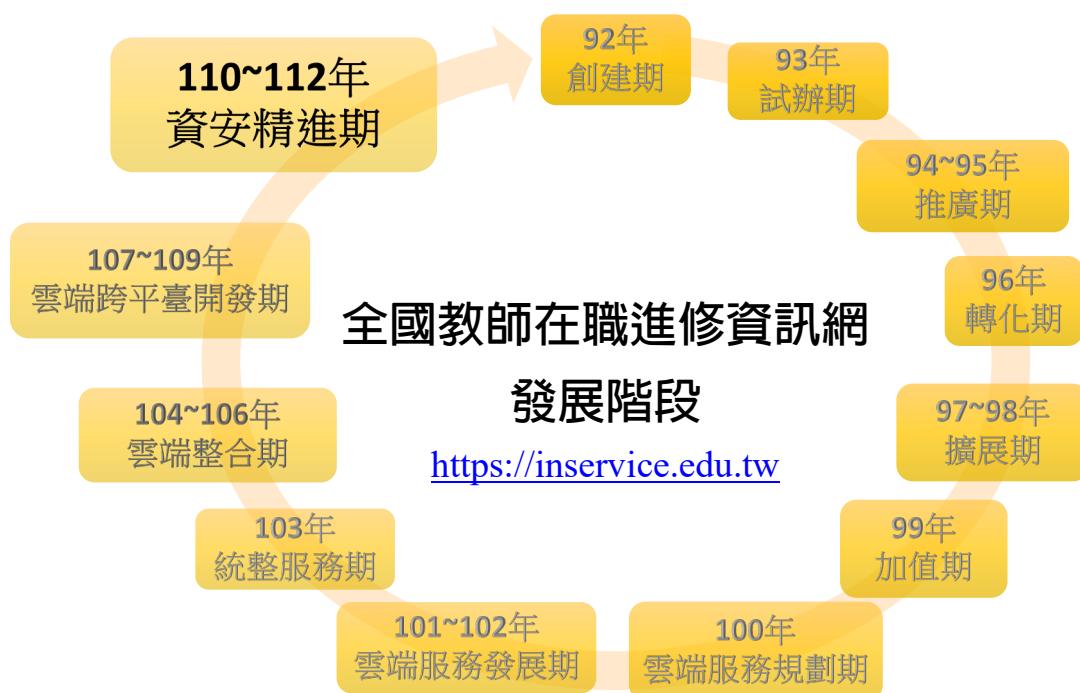 92年
創建期
93年
試辦期
94~95年
推廣期
96年
轉化期
97~98年
擴展期
99年
加值期
100年
雲端服務規劃期
101~102年
雲端服務發展期
103年
統整服務期
104~106年
雲端整合期
107~109年
雲端跨平臺開發期
110~112年
資安精進期
全國教師在職進修資訊網
發展階段
https://inservice.edu.tw